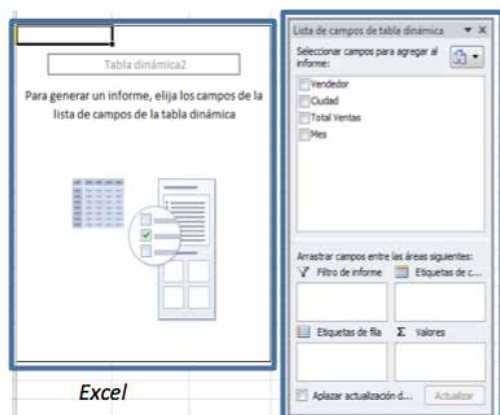 Tabla dinámica2
Para generar un informe, elija los campos de la
lista de campos de la tabla dinámica
Excel
Lista de campos de tabla dinámica
Seleccionar campos para agregar al
informe:
Vendedor
Ciudad
Total Ventas
Mes
Arrastrar campos entre las áreas siguientes:
Filtro de informe Etiquetas de c...
Etiquetas de fila Σ Valores
Aplazar actualización d... Actualizar